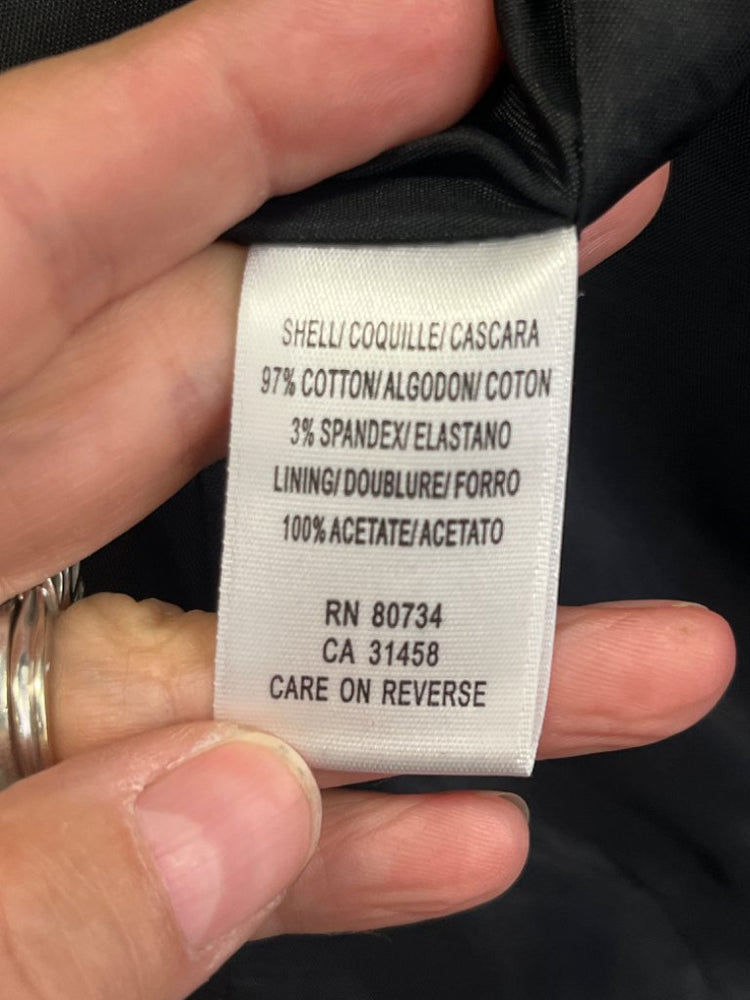 SHELL/ COQUILLE/ CASCARA
97% COTTON/ ALGODON/ COTON
3% SPANDEX/ ELASTANO
LINING/ DOUBLURE/ FORRO
100% ACETATE/ ACETATO
RN 80734
CA 31458
CARE ON REVERSE